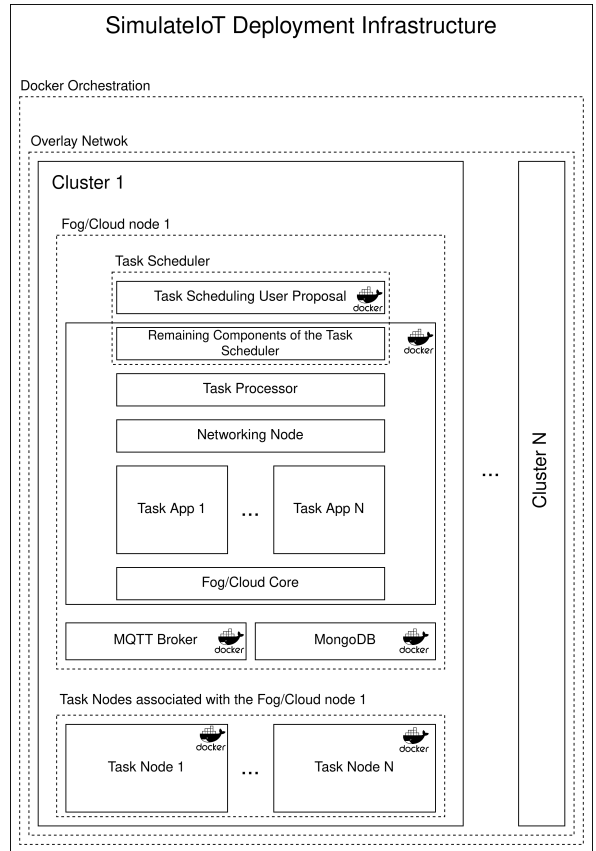 SimulateIoT Deployment Infrastructure
Docker Orchestration
Overlay Netwok
Cluster 1
Fog/Cloud node 1
Task Scheduler
Task Scheduling User Proposal
docker
Remaining Components of the Task
Scheduler
docker
Task Processor
Networking Node
Task App 1
...
Task App N
Fog/Cloud Core
MQTT Broker
docker
MongoDB
docker
Task Nodes associated with the Fog/Cloud node 1
Task Node 1
docker
...
Task Node N
docker
...
Cluster N